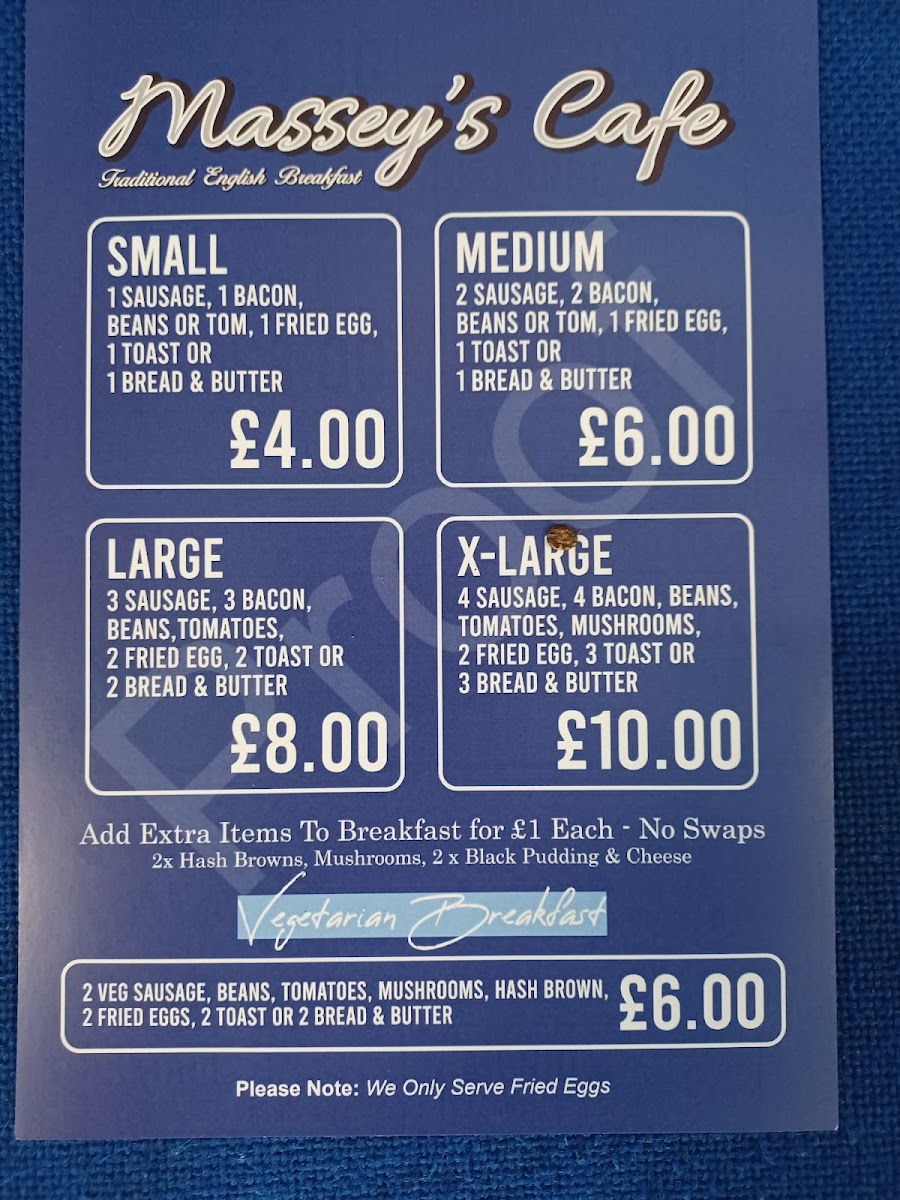 Massey's Cafe
Traditional English Breakfast
SMALL
1 SAUSAGE, 1 BACON,
BEANS OR TOM, 1 FRIED EGG,
1 TOAST OR
1 BREAD & BUTTER
£4.00
MEDIUM
2 SAUSAGE, 2 BACON,
BEANS OR TOM, 1 FRIED EGG,
1 TOAST OR
1 BREAD & BUTTER
£6.00
LARGE
3 SAUSAGE, 3 BACON,
BEANS,TOMATOES,
2 FRIED EGG, 2 TOAST OR
2 BREAD & BUTTER
£8.00
X-LARGE
4 SAUSAGE, 4 BACON, BEANS,
TOMATOES, MUSHROOMS,
2 FRIED EGG, 3 TOAST OR
3 BREAD & BUTTER
£10.00
Proof
Add Extra Items To Breakfast for £1 Each - No Swaps
2x Hash Browns, Mushrooms, 2 x Black Pudding & Cheese
Vegetarian Breakfast
2 VEG SAUSAGE, BEANS, TOMATOES, MUSHROOMS, HASH BROWN,
2 FRIED EGGS, 2 TOAST OR 2 BREAD & BUTTER
£6.00
Please Note: We Only Serve Fried Eggs